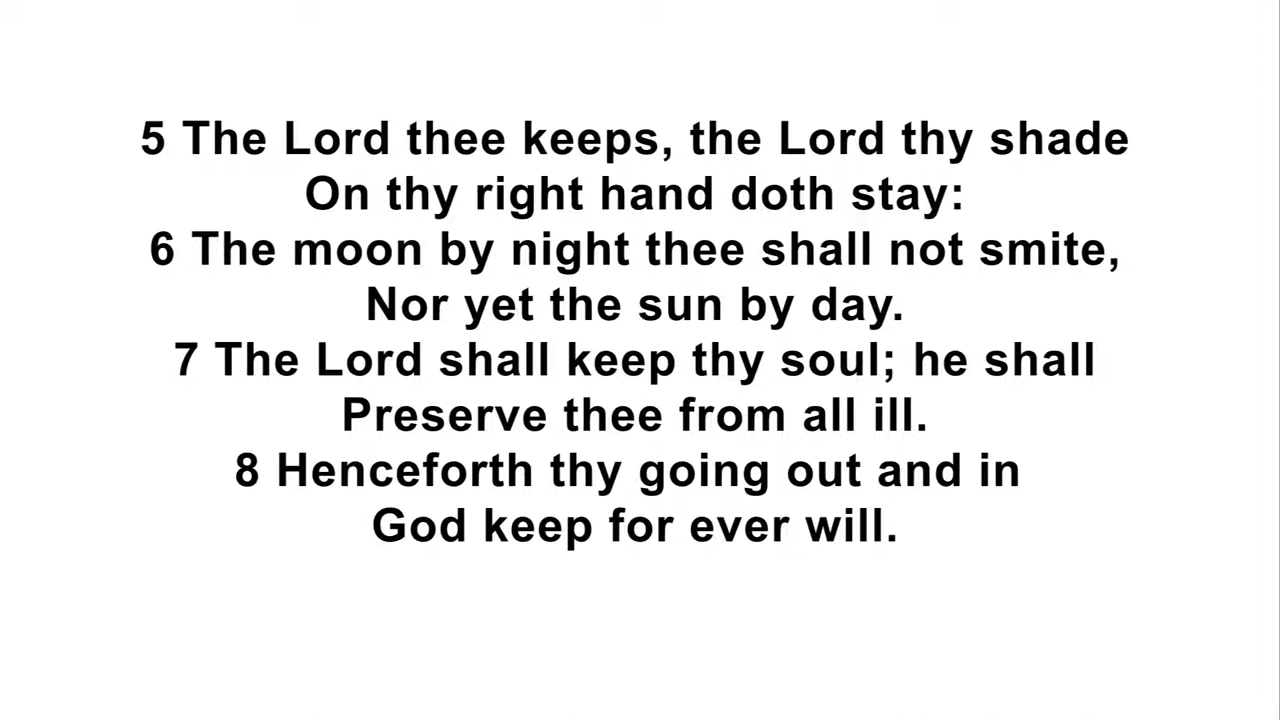 5 The Lord thee keeps, the Lord thy shade
On thy right hand doth stay:
6 The moon by night thee shall not smite,
Nor yet the sun by day.
7 The Lord shall keep thy soul; he shall
Preserve thee from all ill.
8 Henceforth thy going out and in
God keep for ever will.